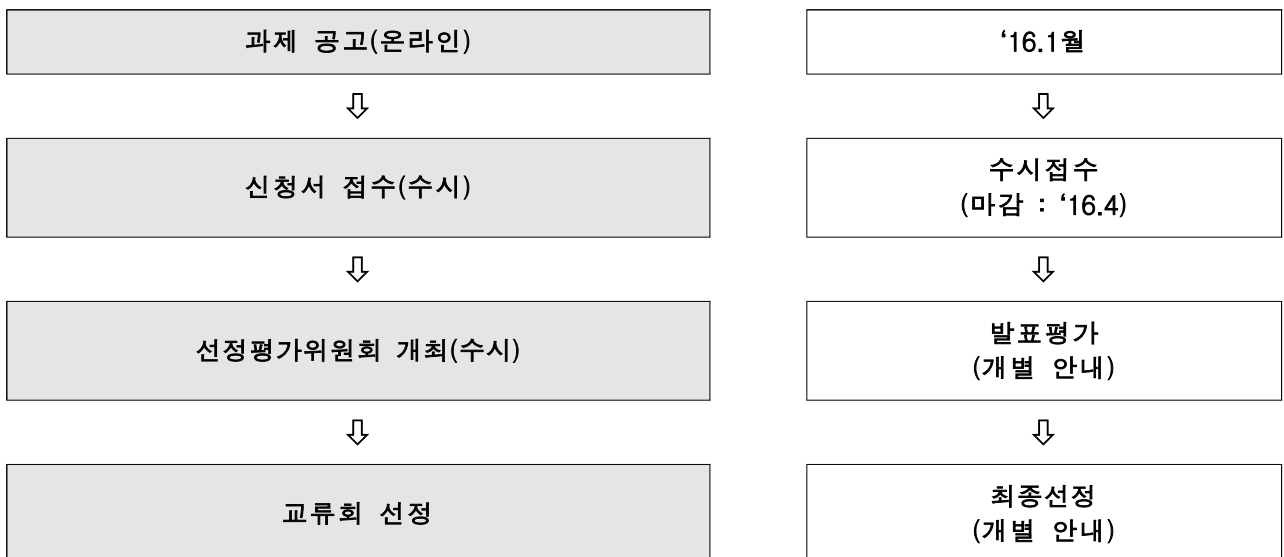 과제 공고(온라인)
‘16.1월
⇩
⇩
신청서 접수(수시)
수시접수
(마감 : ‘16.4)
⇩
⇩
선정평가위원회 개최(수시)
발표평가
(개별 안내)
⇩
⇩
교류회 선정
최종선정
(개별 안내)